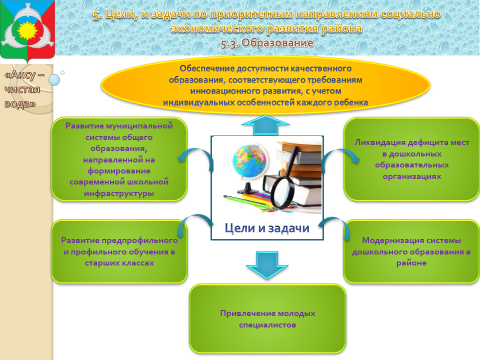 5. Цели, и задачи по приоритетным направлениям социально
экономического развития района
5.3. Образование
«Аксу –
чистая
вода»
Обеспечение доступности качественного
образования, соответствующего требованиям
инновационного развития, с учетом
индивидуальных особенностей каждого ребенка
Развитие муниципальной
системы общего
образования,
направленной на
формирование
современной школьной
инфраструктуры
Ликвидация дефицита мест
в дошкольных
образовательных
организациях
Цели и задачи
Развитие предпрофильного
и профильного обучения в
старших классах
Модернизация системы
дошкольного образования в
районе
Привлечение молодых
специалистов